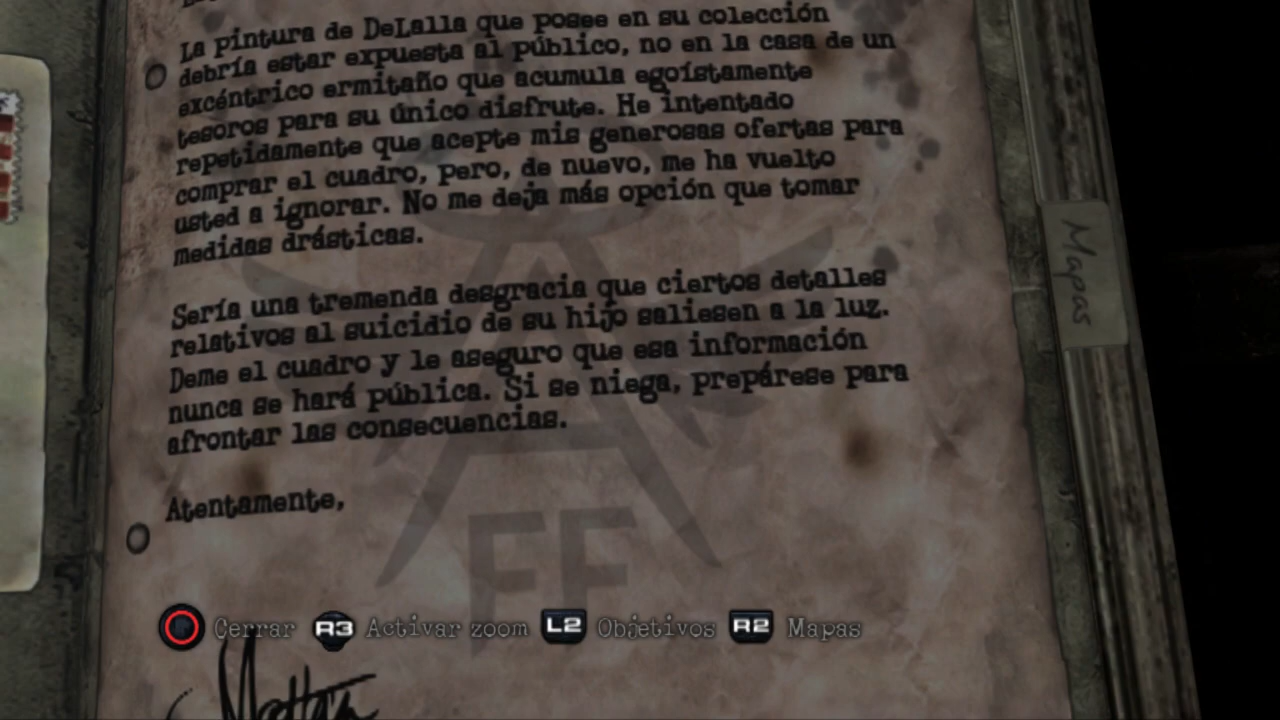 La pintura de DeLalla que posee en su colección
debría estar expuesta al público, no en la casa de un
excéntrico ermitaño que acumula egoístamente
tesoros para su único disfrute. He intentado
repetidamente que acepte mis generosas ofertas para
comprar el cuadro, pero, de nuevo, me ha vuelto
usted a ignorar. No me deja más opción que tomar
medidas drásticas.
Sería una tremenda desgracia que ciertos detalles
relativos al suicidio de su hijo saliesen a la luz.
Deme el cuadro y le aseguro que esa información
nunca se hará pública. Si se niega, prepárese para
afrontar las consecuencias.
Atentamente,
FF
Cerrar R3 Activar zoom L2 Objetivos R2 Mapas
Mapas